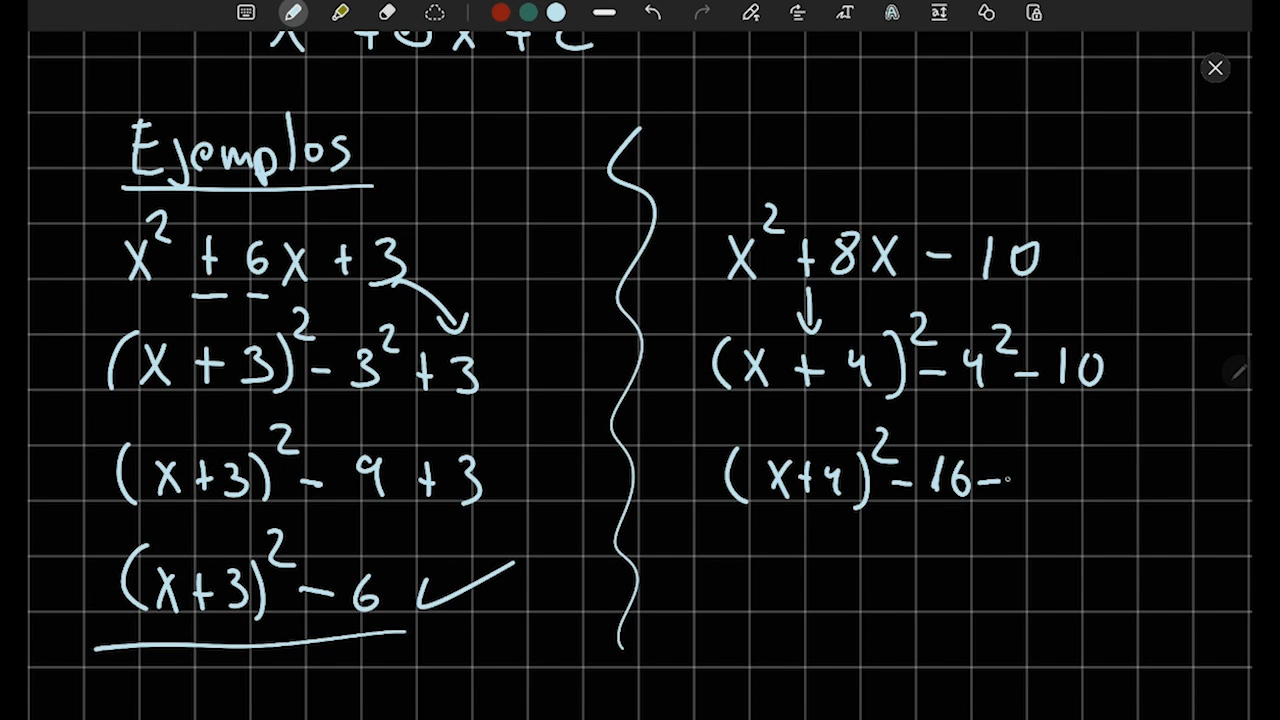 Ejemplos
x² + 6x + 3
(x + 3)² - 3² + 3
(x+3)² - 9 + 3
(x+3)² - 6 ✓
x² + 8x - 10
(x + 4)² - 4² - 10
(x+4)² - 16 -